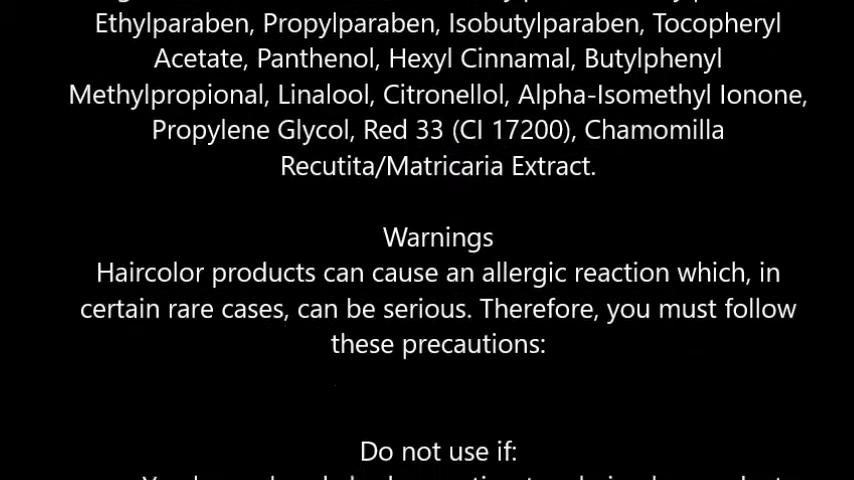 Ethylparaben, Propylparaben, Isobutylparaben, Tocopheryl
Acetate, Panthenol, Hexyl Cinnamal, Butylphenyl
Methylpropional, Linalool, Citronellol, Alpha-Isomethyl Ionone,
Propylene Glycol, Red 33 (CI 17200), Chamomilla
Recutita/Matricaria Extract.
Warnings
Haircolor products can cause an allergic reaction which, in
certain rare cases, can be serious. Therefore, you must follow
these precautions:
Do not use if: